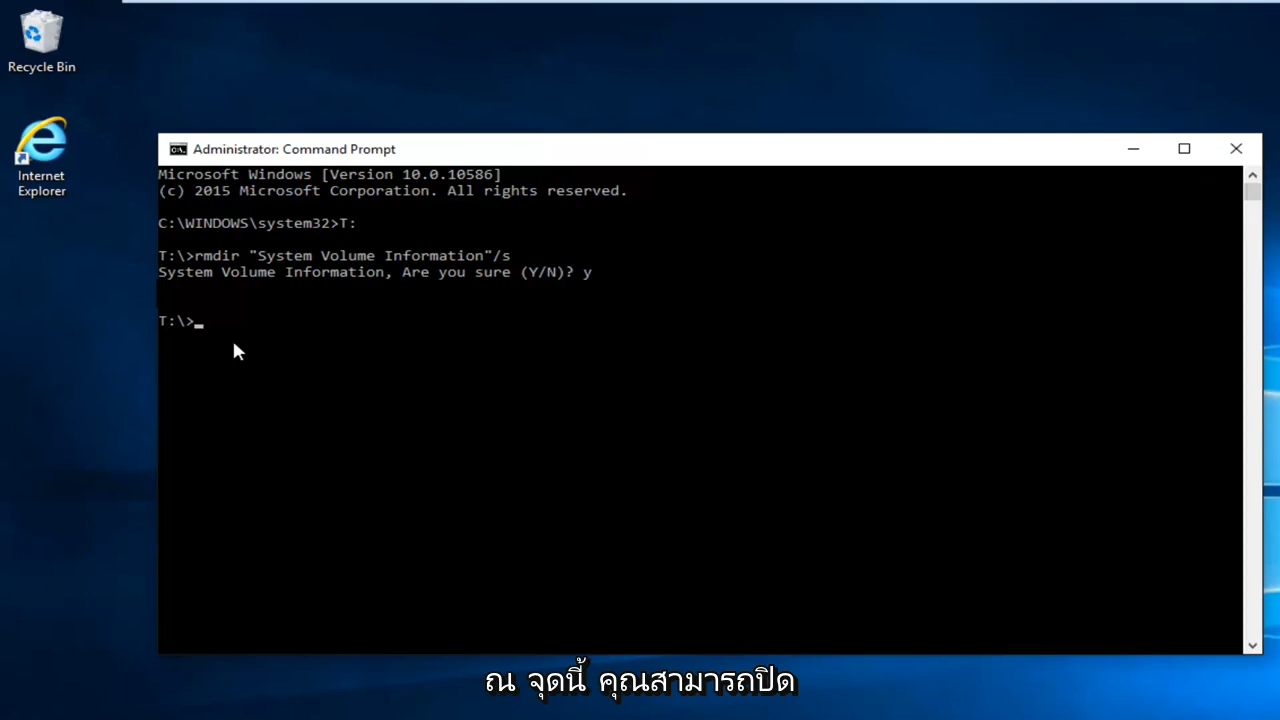 Recycle Bin
Internet
Explorer
Administrator: Command Prompt
Microsoft Windows [Version 10.0.10586]
(c) 2015 Microsoft Corporation. All rights reserved.
C:\WINDOWS\system32>T:
T:\>rmdir "System Volume Information"/s
System Volume Information, Are you sure (Y/N)? y
T:\>_
ณ จุดนี้ คุณสามารถปิด